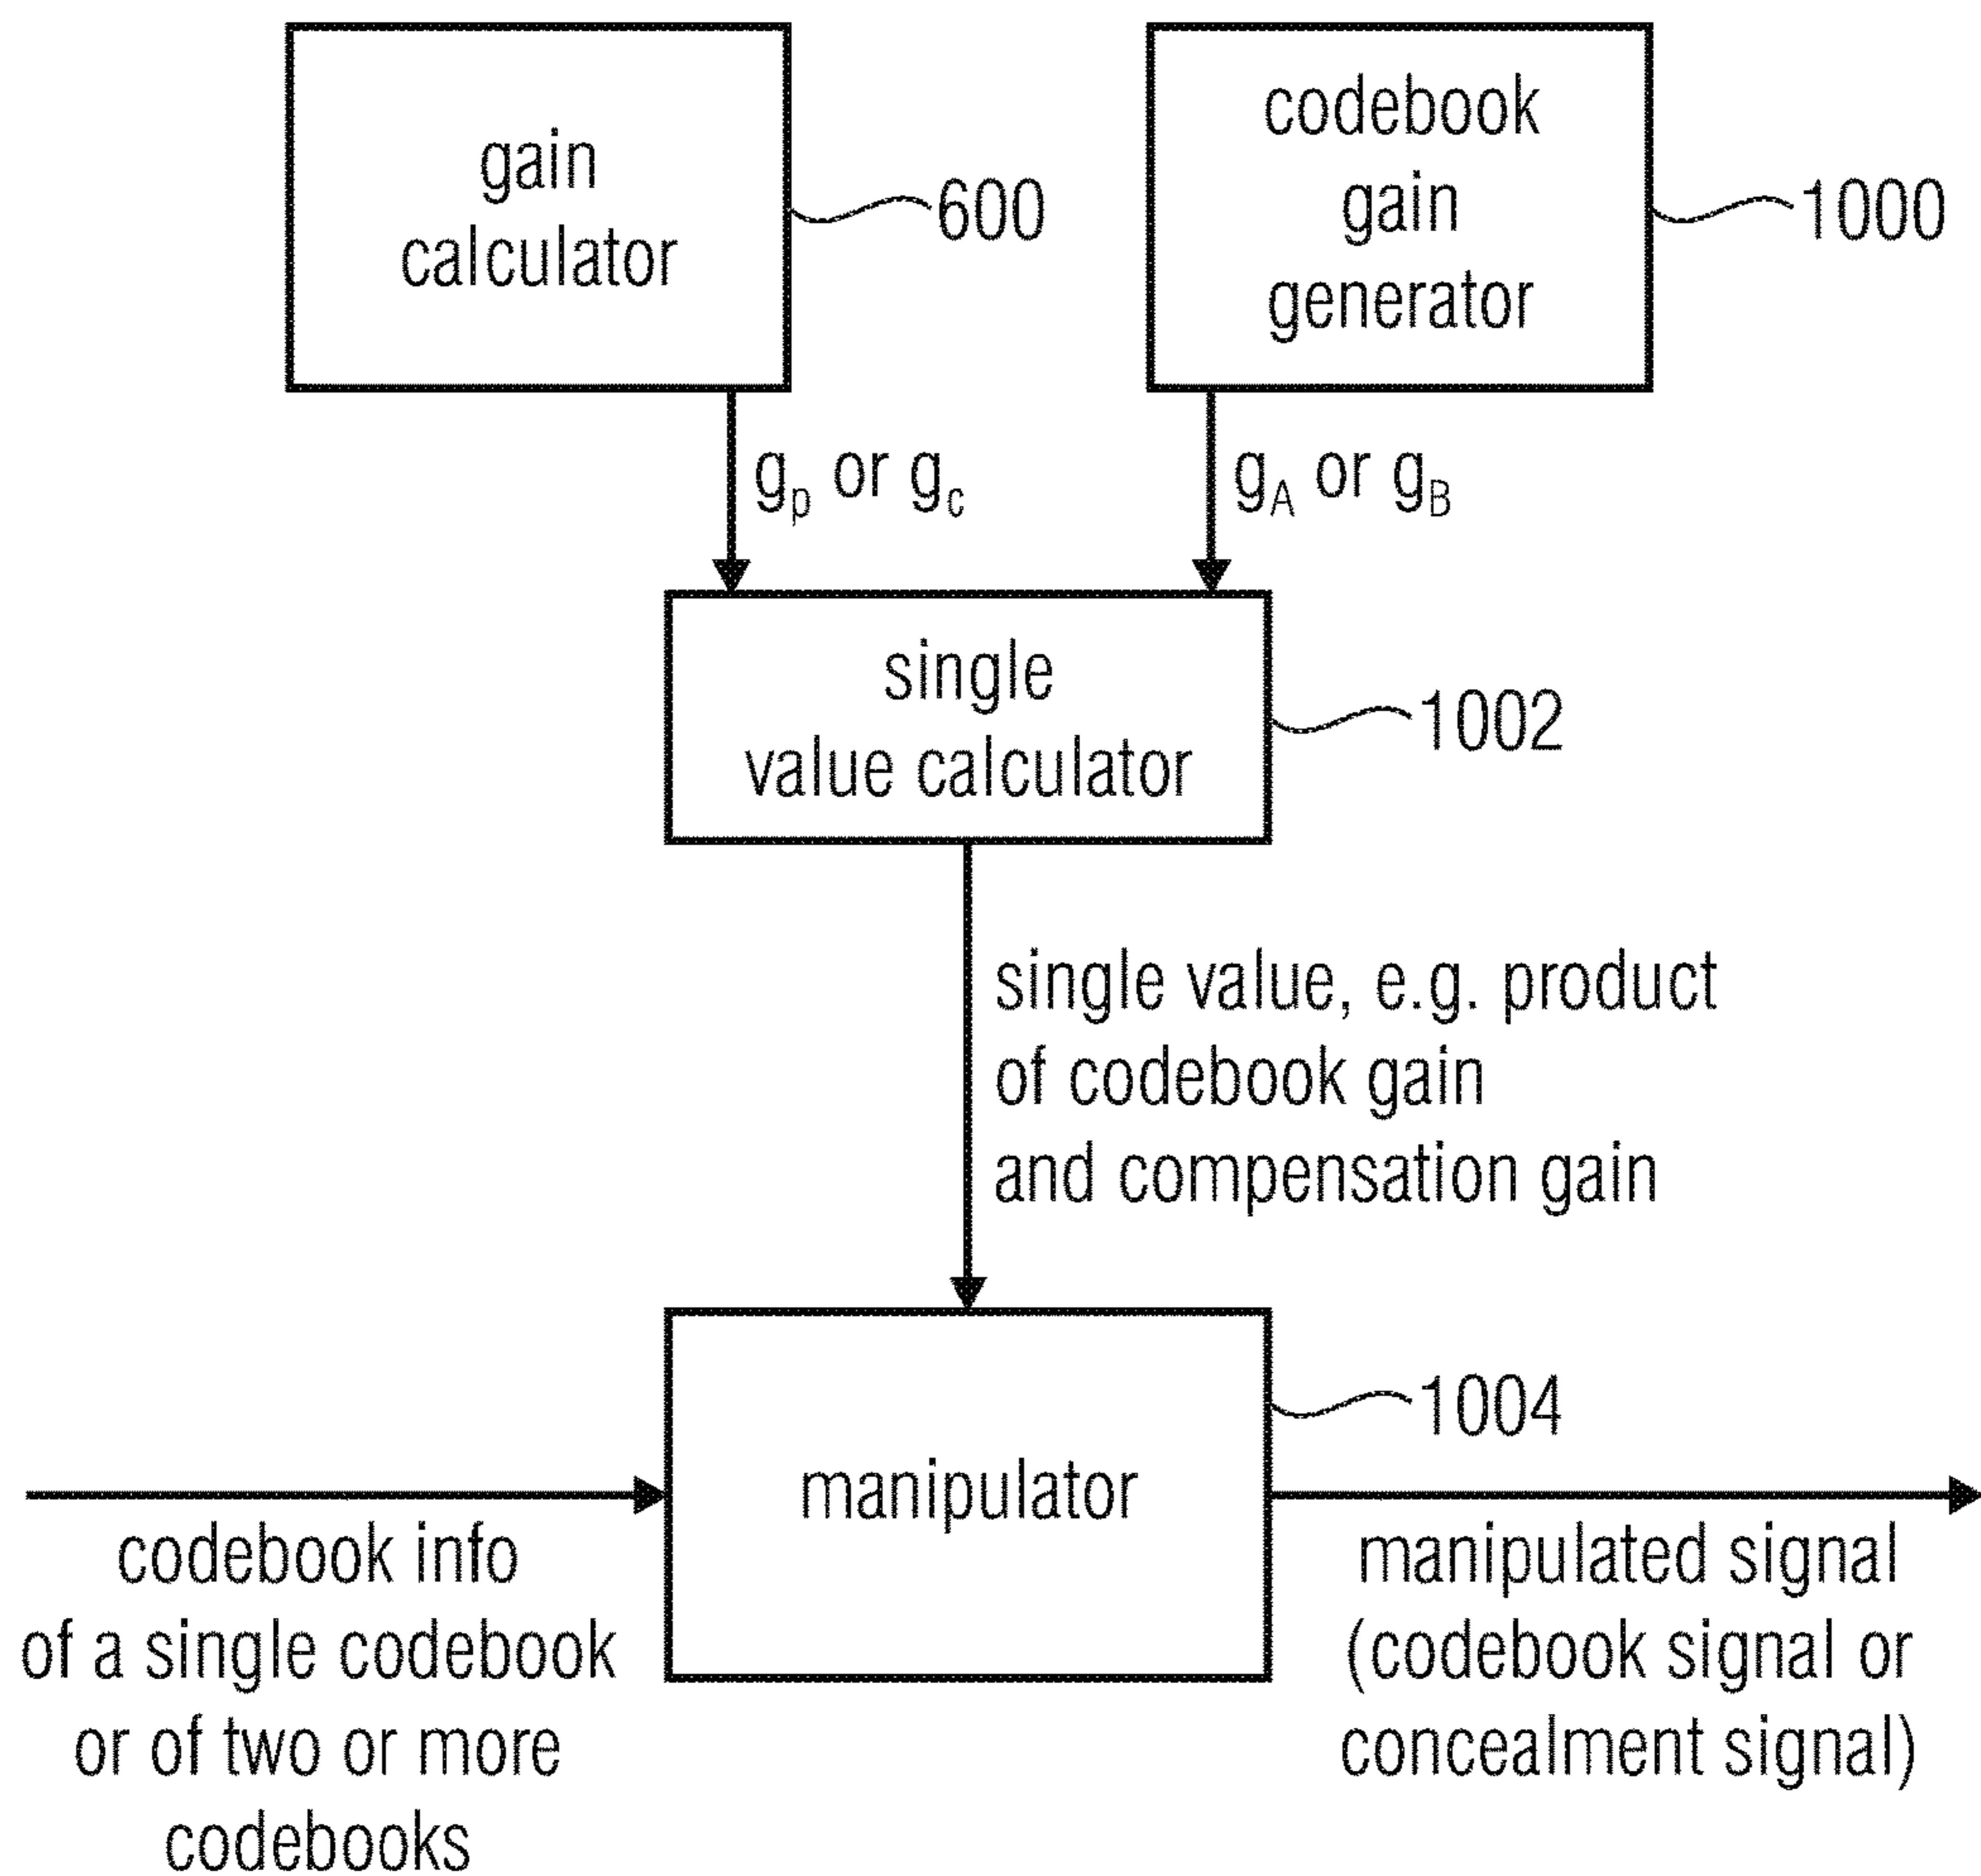 gain
calculator
600
codebook
gain
generator
1000
gp or gc
gA or gB
single
value calculator
1002
single value, e.g. product
of codebook gain
and compensation gain
manipulator
1004
codebook info
of a single codebook
or of two or more
codebooks
manipulated signal
(codebook signal or
concealment signal)